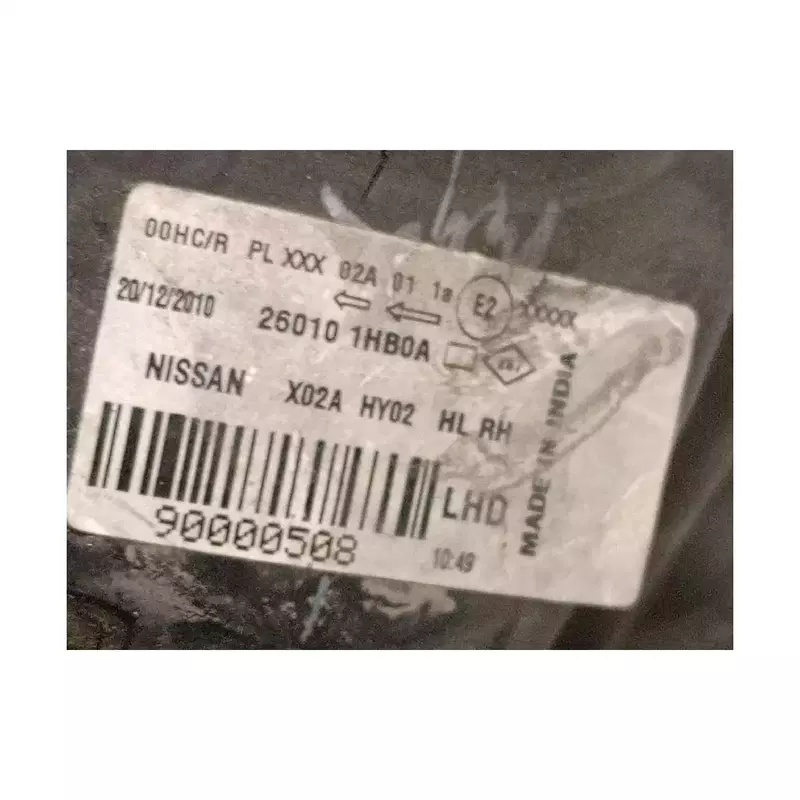 00HC/R PL XXX 02A 01 1a E2 XXXXX
20/12/2010 26010 1HB0A
NISSAN X02A HY02 HL RH
LHD
90000508 10:49
MADE IN INDIA